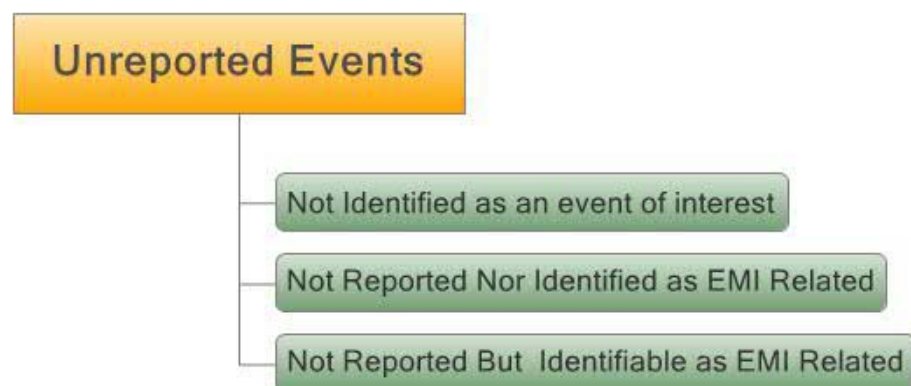 Unreported Events
Not Identified as an event of interest
Not Reported Nor Identified as EMI Related
Not Reported But Identifiable as EMI Related